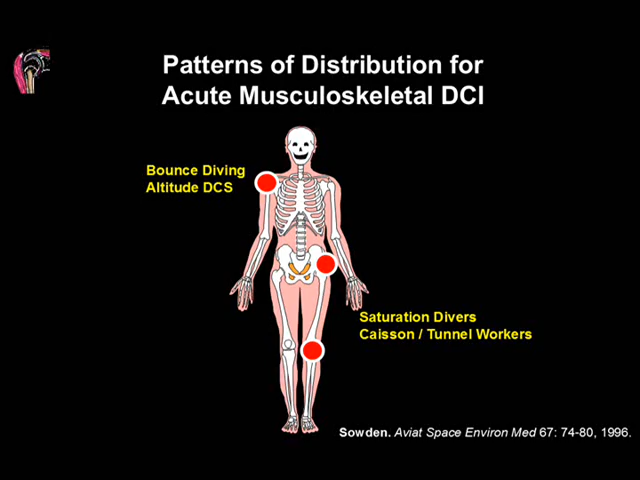 Patterns of Distribution for
Acute Musculoskeletal DCI
Bounce Diving
Altitude DCS
Saturation Divers
Caisson / Tunnel Workers
Sowden. Aviat Space Environ Med 67: 74-80, 1996.